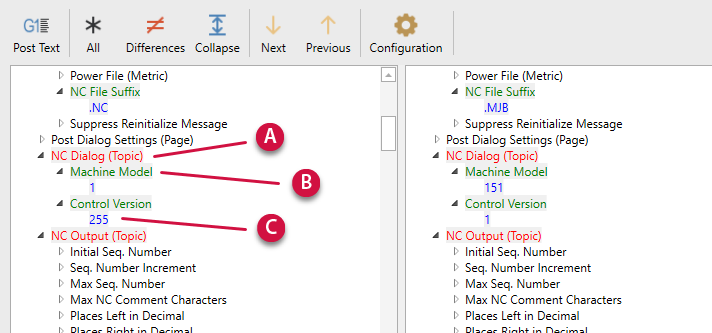 G1
Post Text
All
Differences
Collapse
Next
Previous
Configuration
Power File (Metric)
NC File Suffix
.NC
Suppress Reinitialize Message
Post Dialog Settings (Page)
NC Dialog (Topic)
Machine Model
1
Control Version
255
NC Output (Topic)
Initial Seq. Number
Seq. Number Increment
Max Seq. Number
Max NC Comment Characters
Places Left in Decimal
Places Right in Decimal
A
B
C
Power File (Metric)
NC File Suffix
.MJB
Suppress Reinitialize Message
Post Dialog Settings (Page)
NC Dialog (Topic)
Machine Model
151
Control Version
1
NC Output (Topic)
Initial Seq. Number
Seq. Number Increment
Max Seq. Number
Max NC Comment Characters
Places Left in Decimal
Places Right in Decimal